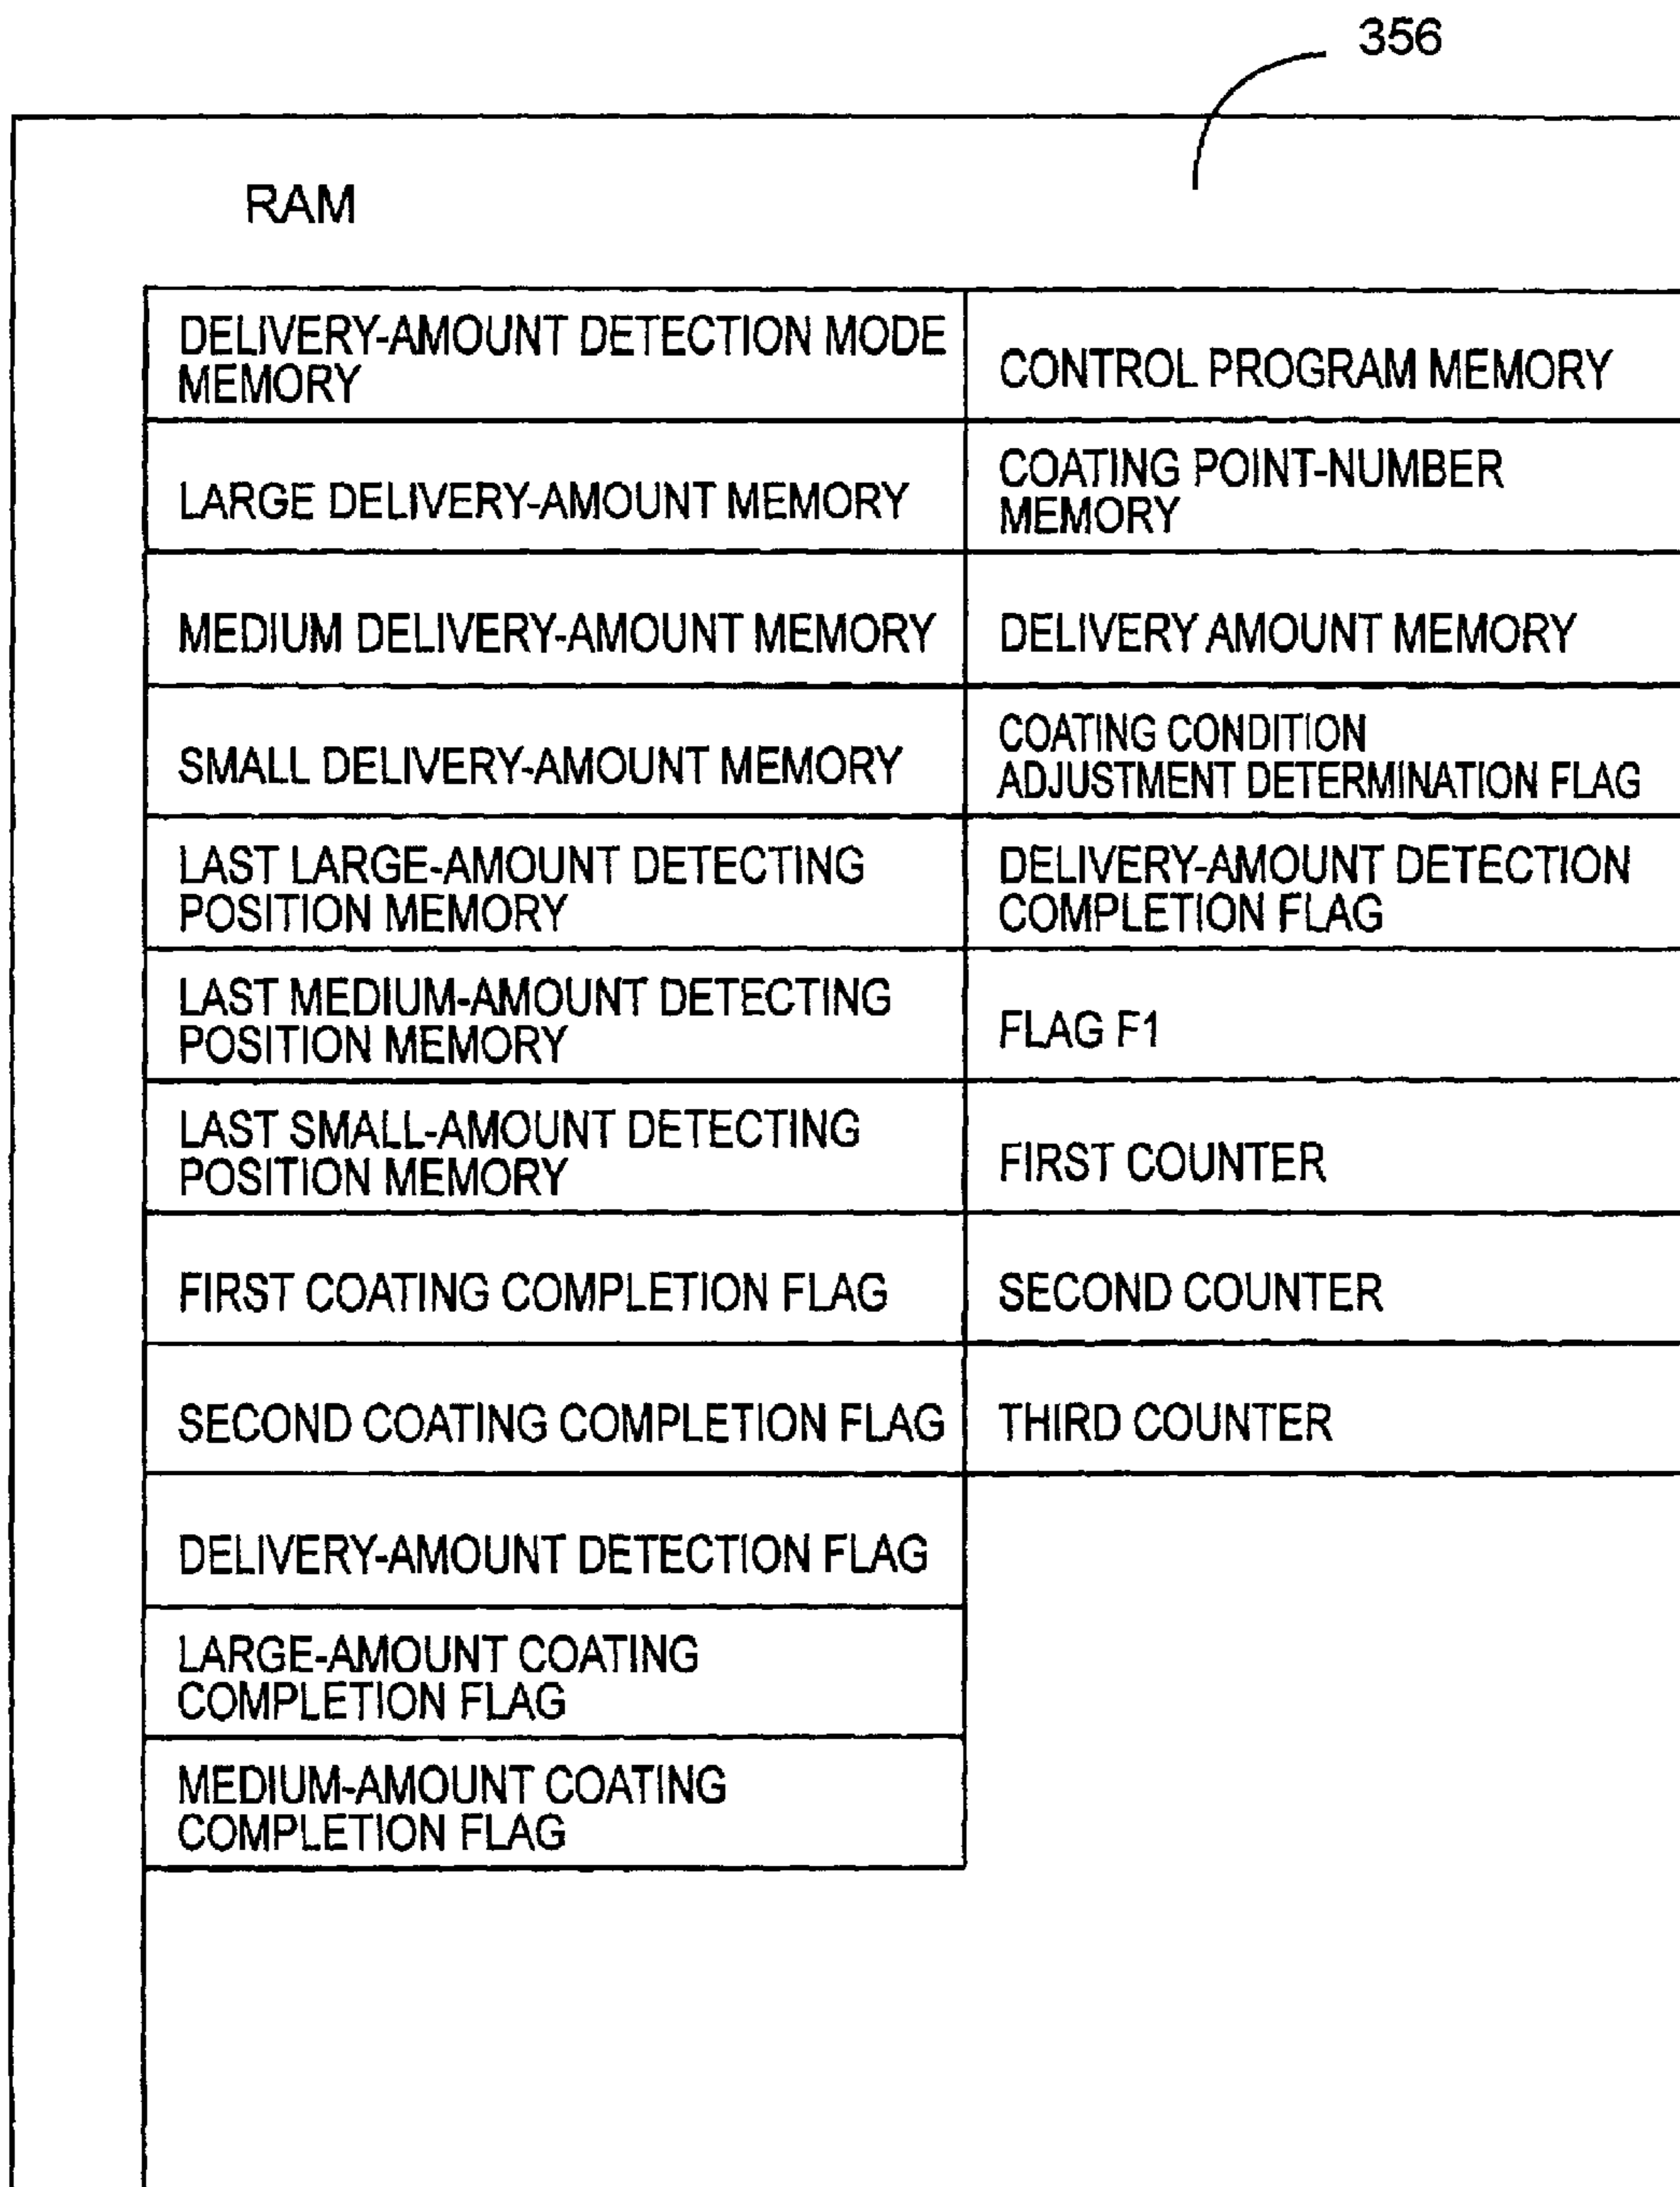 356
RAM
DELIVERY-AMOUNT DETECTION MODE
MEMORY
CONTROL PROGRAM MEMORY
LARGE DELIVERY-AMOUNT MEMORY
COATING POINT-NUMBER
MEMORY
MEDIUM DELIVERY-AMOUNT MEMORY
DELIVERY AMOUNT MEMORY
SMALL DELIVERY-AMOUNT MEMORY
COATING CONDITION
ADJUSTMENT DETERMINATION FLAG
LAST LARGE-AMOUNT DETECTING
POSITION MEMORY
DELIVERY-AMOUNT DETECTION
COMPLETION FLAG
LAST MEDIUM-AMOUNT DETECTING
POSITION MEMORY
FLAG F1
LAST SMALL-AMOUNT DETECTING
POSITION MEMORY
FIRST COUNTER
FIRST COATING COMPLETION FLAG
SECOND COUNTER
SECOND COATING COMPLETION FLAG
THIRD COUNTER
DELIVERY-AMOUNT DETECTION FLAG
LARGE-AMOUNT COATING
COMPLETION FLAG
MEDIUM-AMOUNT COATING
COMPLETION FLAG